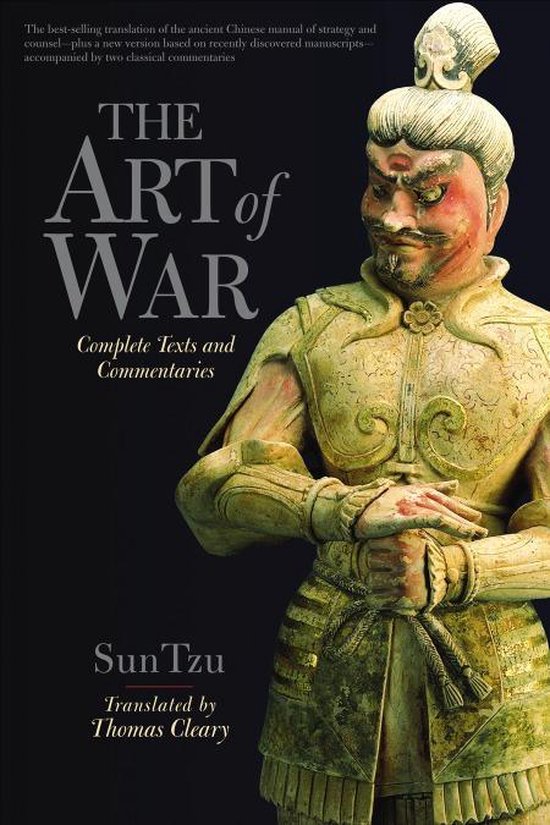 The best-selling translation of the ancient Chinese manual of strategy and
counsel—plus a new version based on recently discovered manuscripts—
accompanied by two classical commentaries
THE
ART of
WAR
Complete Texts and
Commentaries
Sun Tzu
Translated by
Thomas Cleary